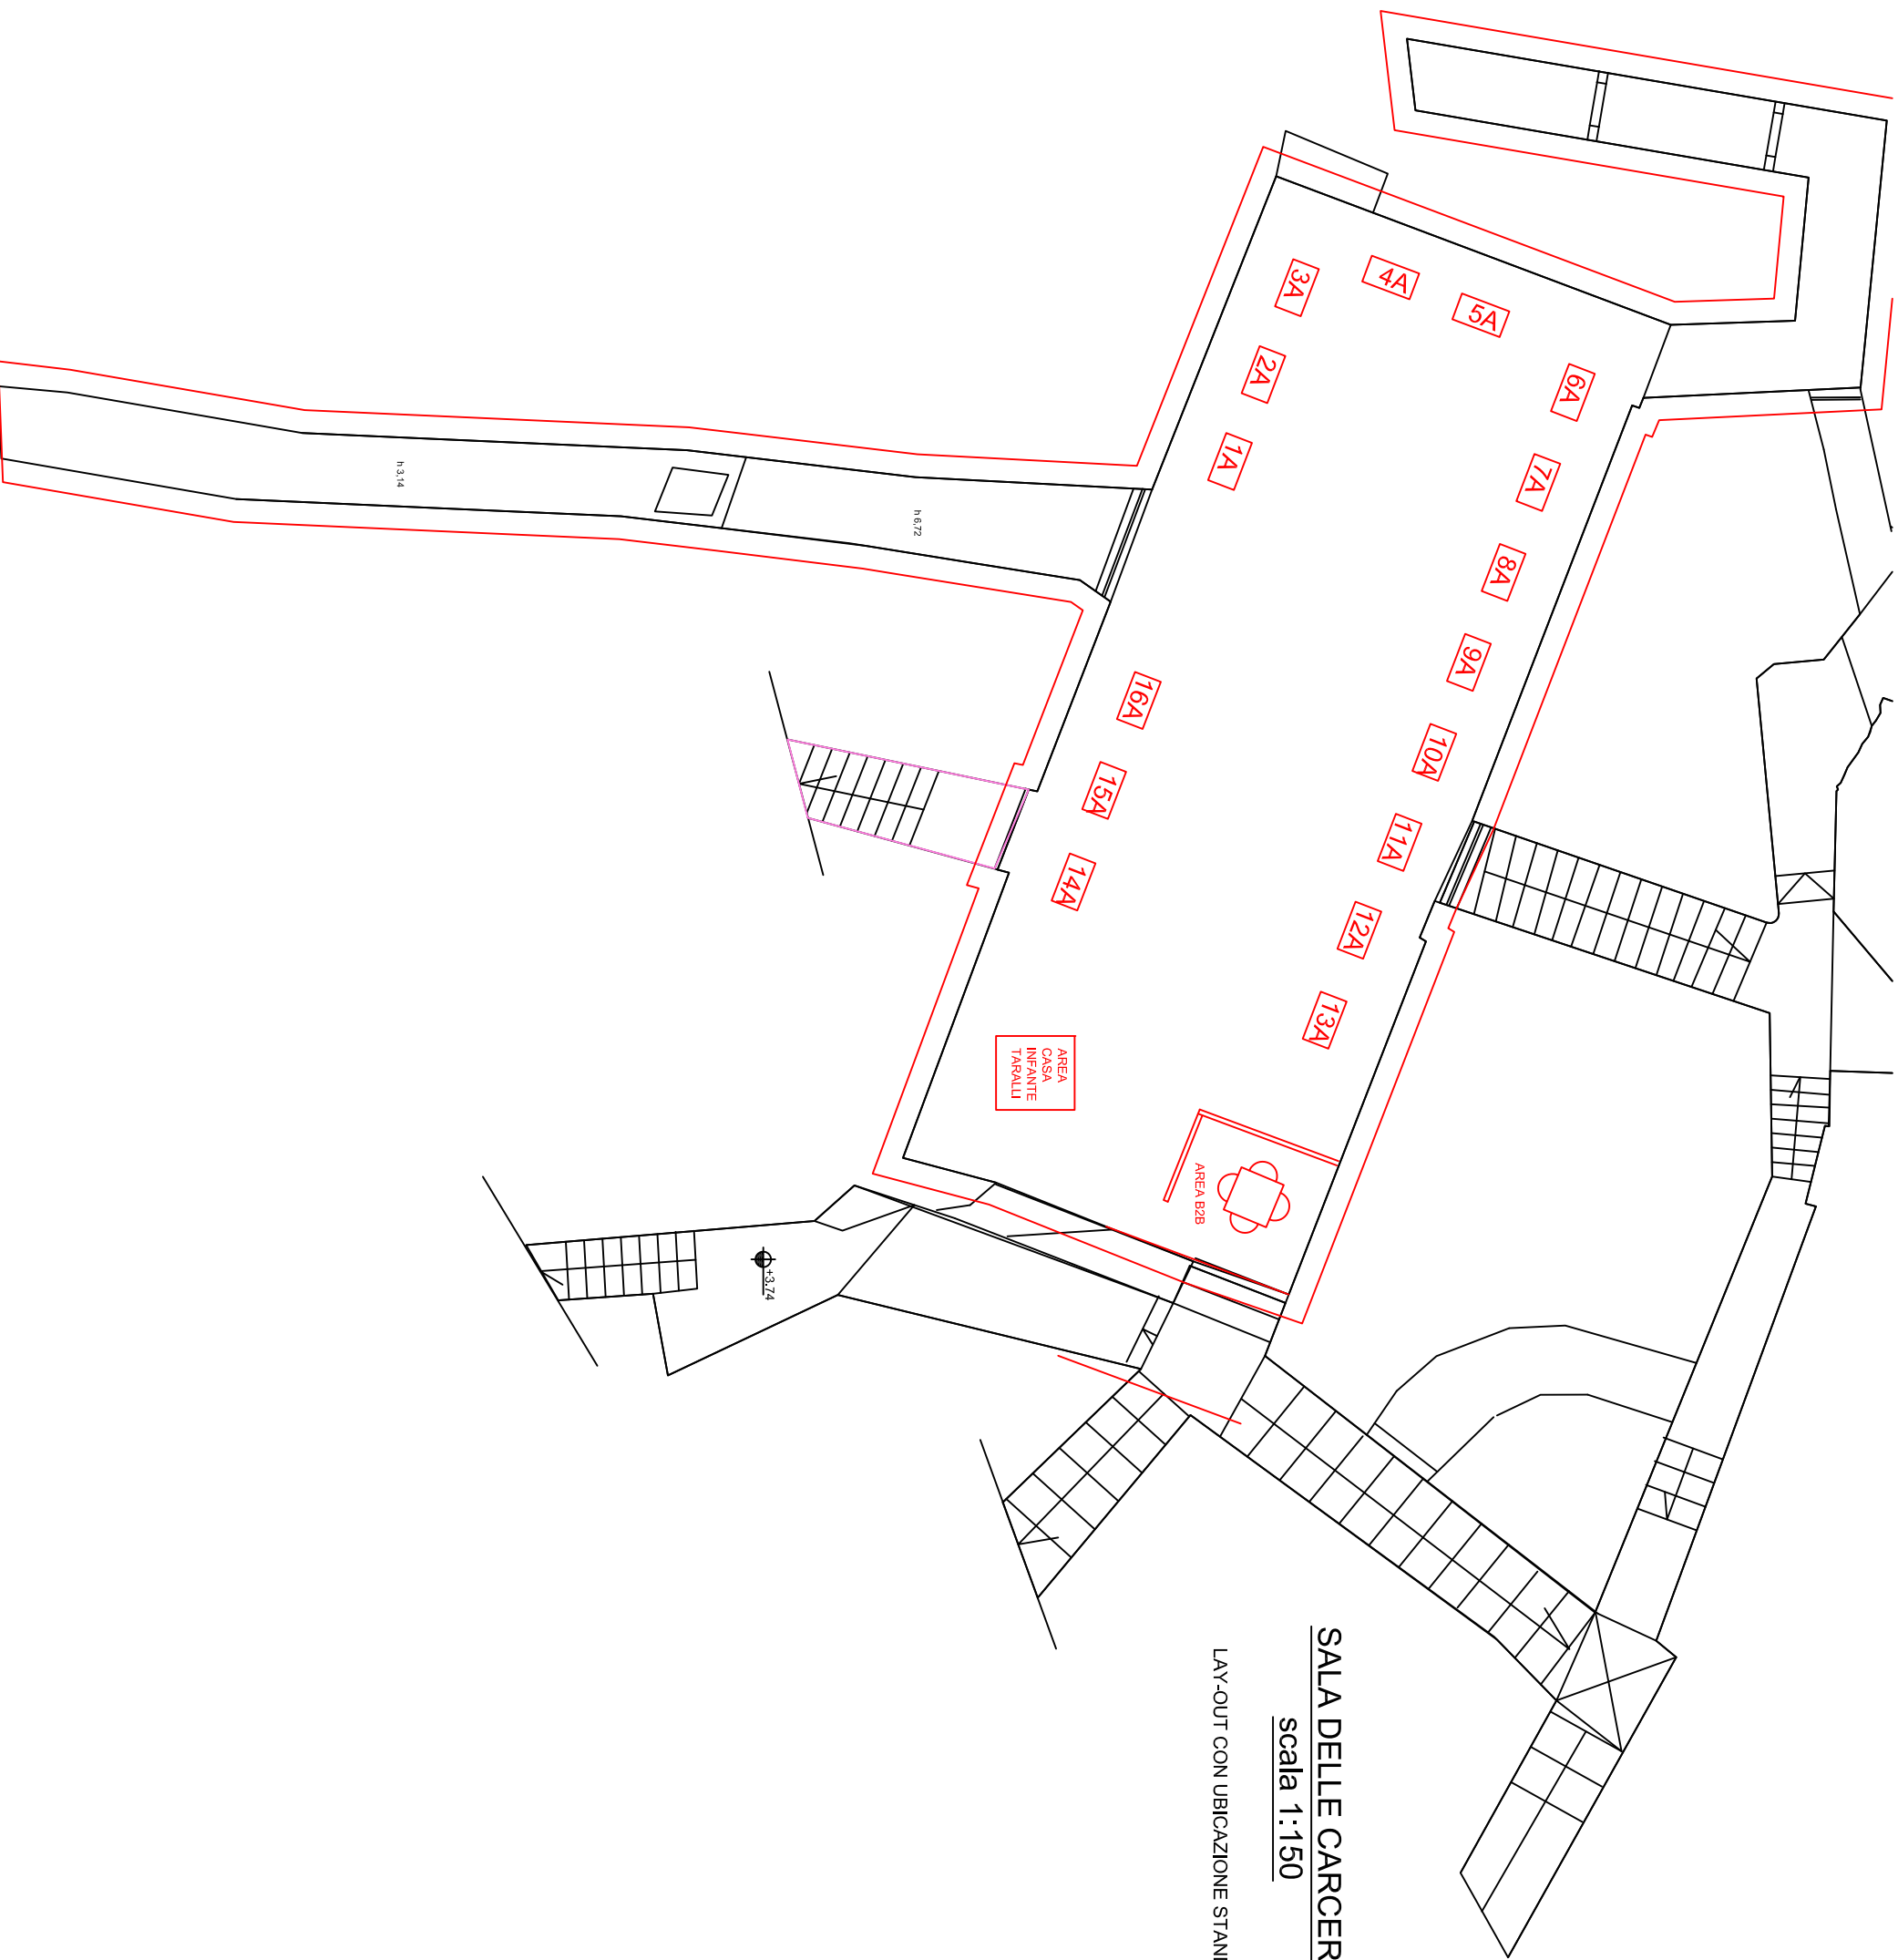 SALA DELLE CARCER
scala 1:150
LAY-OUT CON UBICAZIONE STAN
3A
4A
5A
2A
6A
1A
7A
8A
9A
16A
10A
15A
11A
14A
12A
13A
AREA
CASA
INFANTE
TARALLI
AREA B2B
h 3,14
h 6,72
+3.74